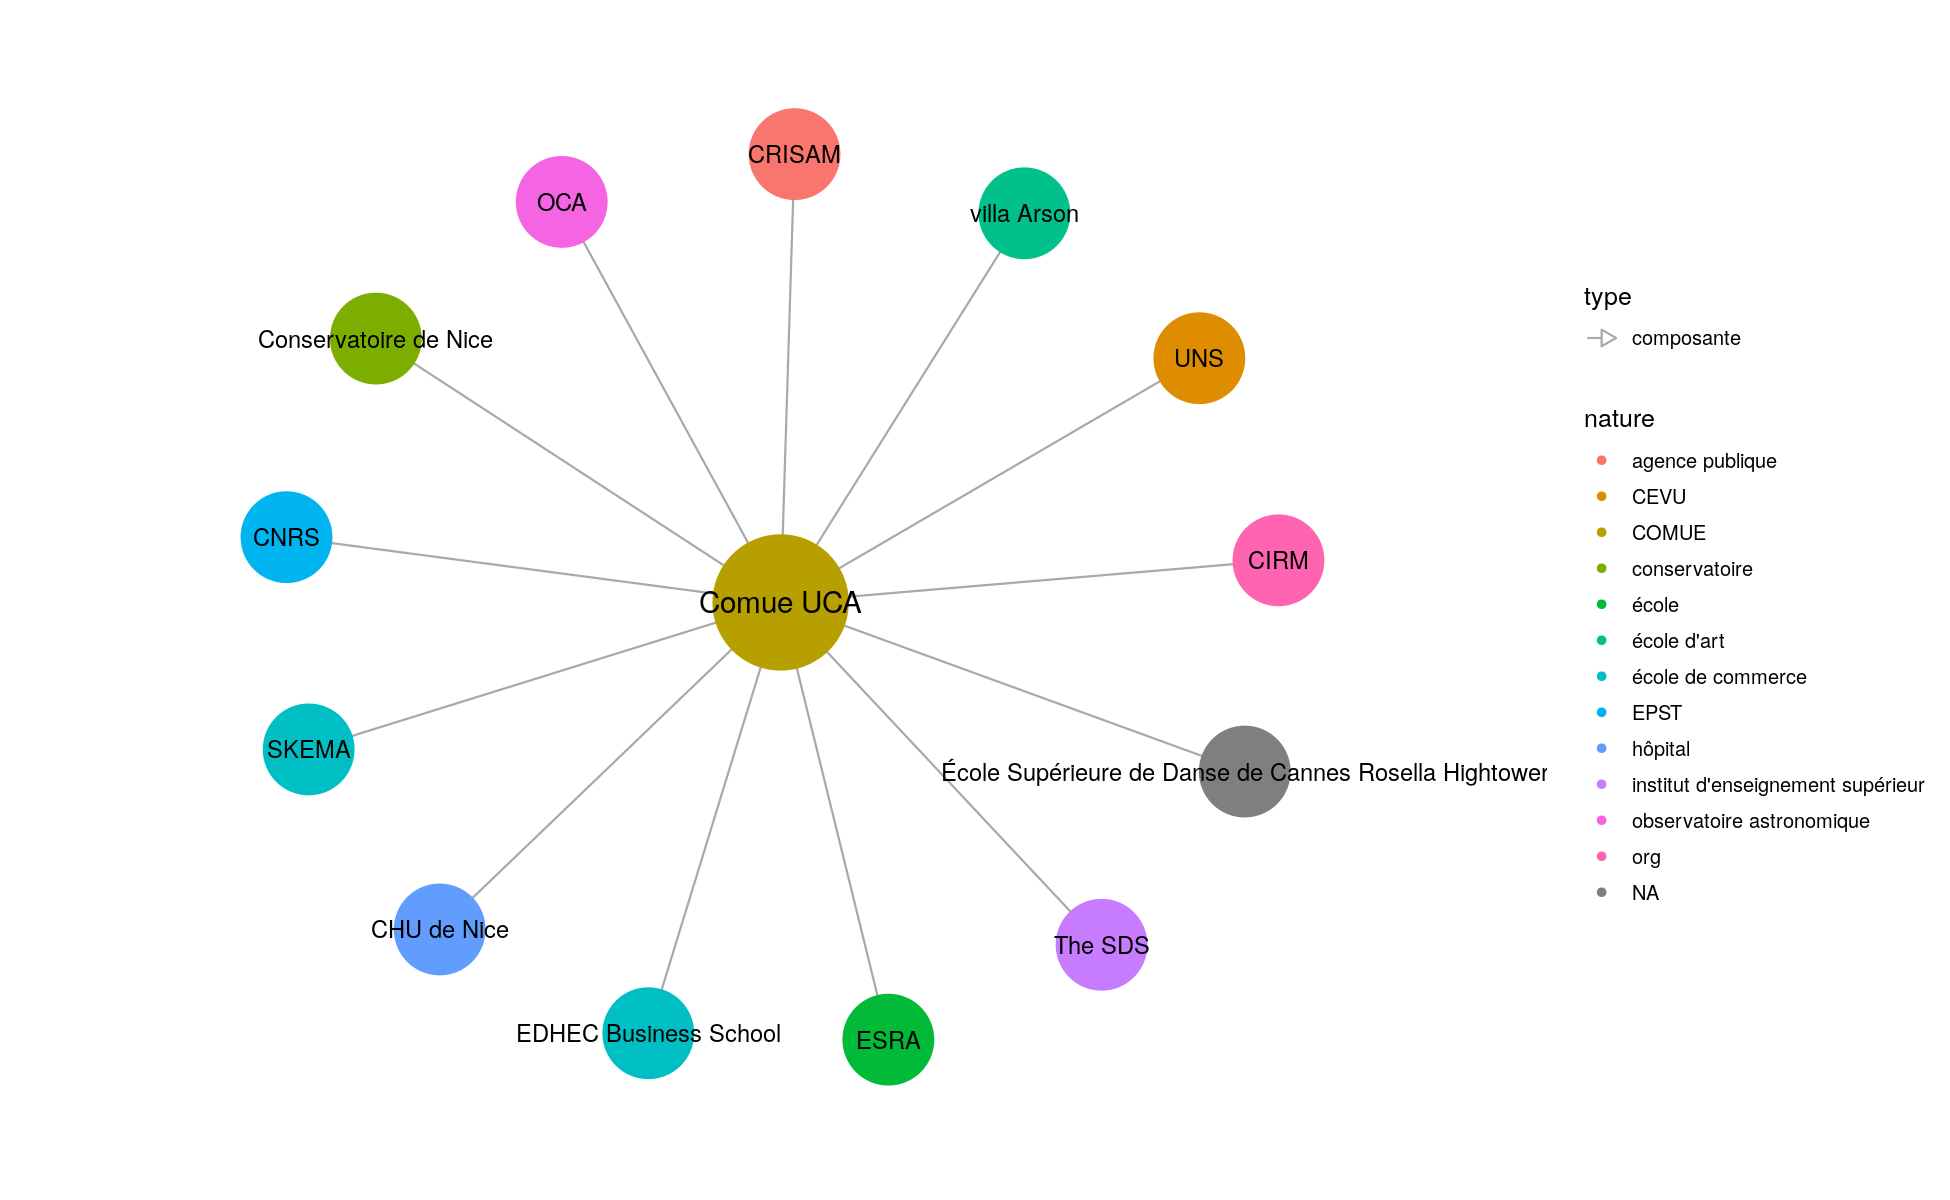 CRISAM
OCA
villa Arson
Conservatoire de Nice
UNS
CNRS
CIRM
Comue UCA
SKEMA
École Supérieure de Danse de Cannes Rosella Hightower
CHU de Nice
The SDS
EDHEC Business School
ESRA
type
composante
nature
agence publique
CEVU
COMUE
conservatoire
école
école d'art
école de commerce
EPST
hôpital
institut d'enseignement supérieur
observatoire astronomique
org
NA